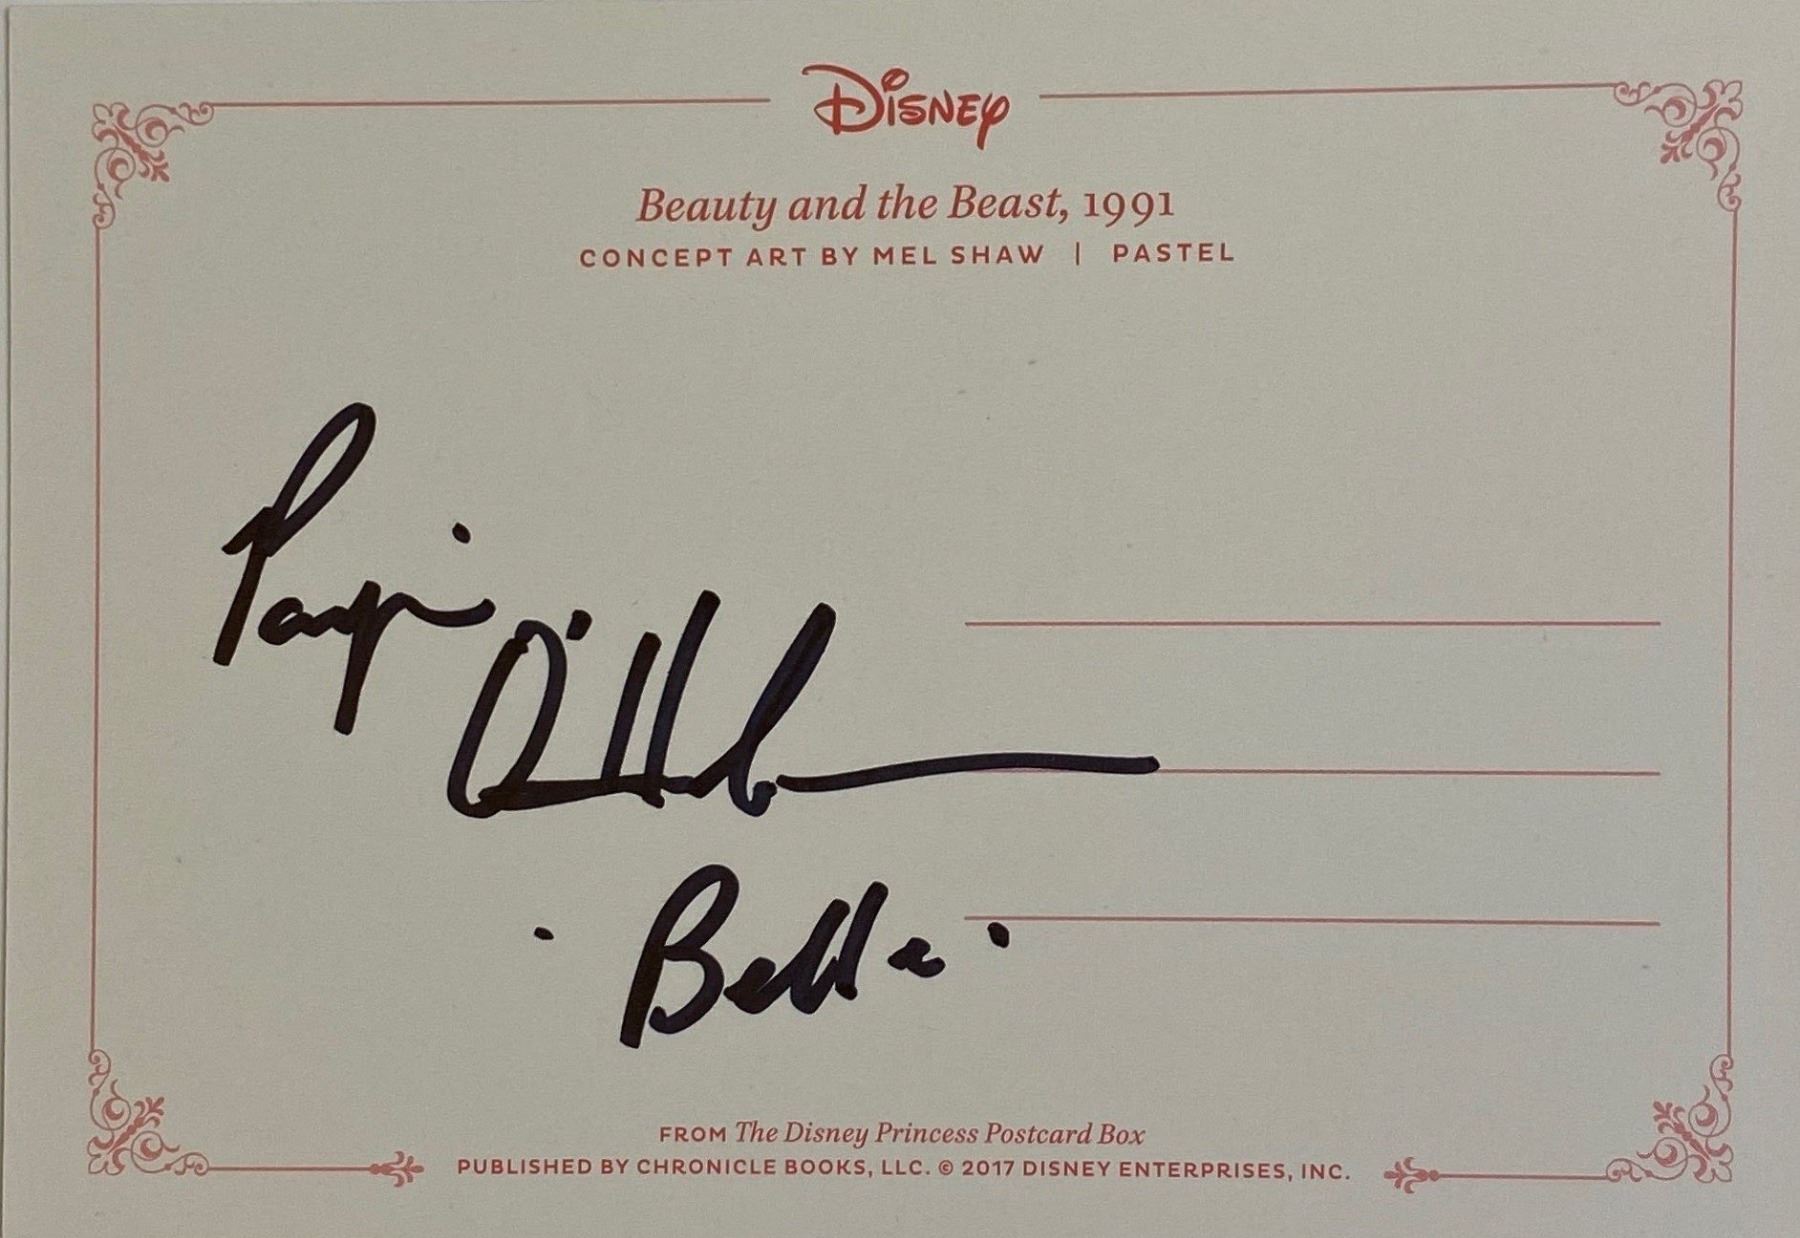 Disney
Beauty and the Beast, 1991
CONCEPT ART BY MEL SHAW | PASTEL
Paige
O'Hara
"Belle"
FROM The Disney Princess Postcard Box
PUBLISHED BY CHRONICLE BOOKS, LLC. © 2017 DISNEY ENTERPRISES, INC.